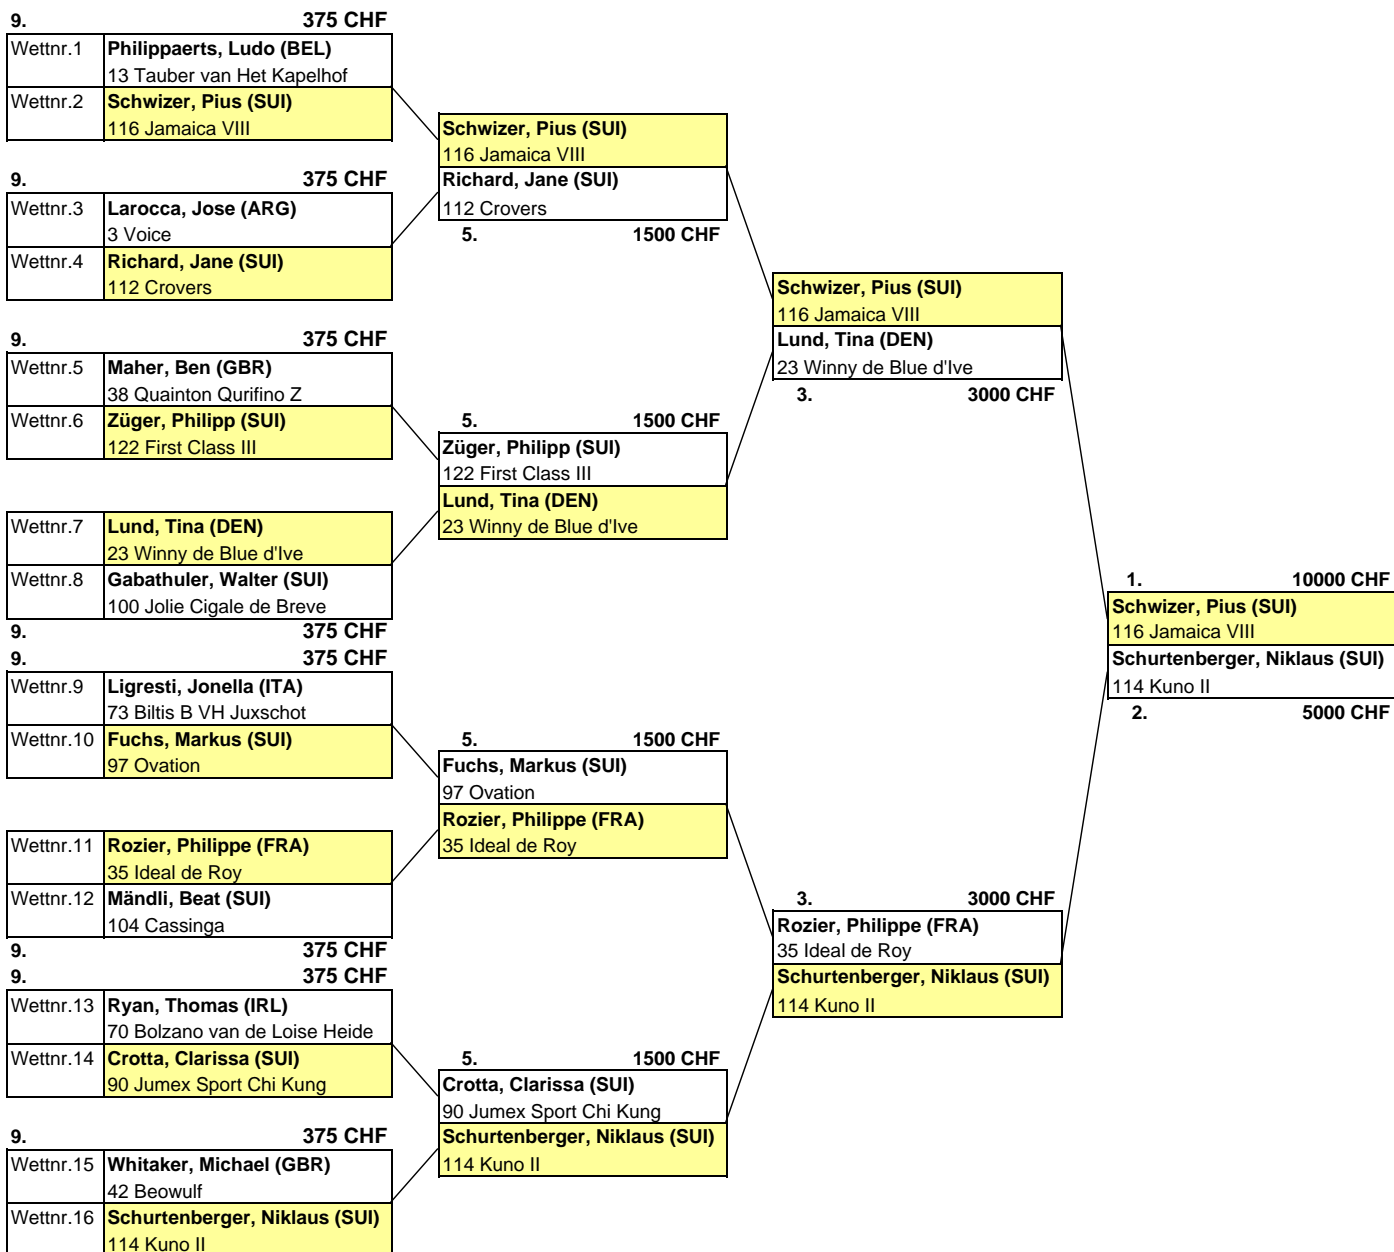 9. 375 CHF
Wettnr.1 Philippaerts, Ludo (BEL)
13 Tauber van Het Kapelhof
Wettnr.2 Schwizer, Pius (SUI)
116 Jamaica VIII
9. 375 CHF
Wettnr.3 Larocca, Jose (ARG)
3 Voice
Wettnr.4 Richard, Jane (SUI)
112 Crovers
9. 375 CHF
Wettnr.5 Maher, Ben (GBR)
38 Quainton Qurifino Z
Wettnr.6 Züger, Philipp (SUI)
122 First Class III
Wettnr.7 Lund, Tina (DEN)
23 Winny de Blue d'Ive
Wettnr.8 Gabathuler, Walter (SUI)
100 Jolie Cigale de Breve
9. 375 CHF
9. 375 CHF
Wettnr.9 Ligresti, Jonella (ITA)
73 Biltis B VH Juxschot
Wettnr.10 Fuchs, Markus (SUI)
97 Ovation
Wettnr.11 Rozier, Philippe (FRA)
35 Ideal de Roy
Wettnr.12 Mändli, Beat (SUI)
104 Cassinga
9. 375 CHF
9. 375 CHF
Wettnr.13 Ryan, Thomas (IRL)
70 Bolzano van de Loise Heide
Wettnr.14 Crotta, Clarissa (SUI)
90 Jumex Sport Chi Kung
9. 375 CHF
Wettnr.15 Whitaker, Michael (GBR)
42 Beowulf
Wettnr.16 Schurtenberger, Niklaus (SUI)
114 Kuno II
Schwizer, Pius (SUI)
116 Jamaica VIII
Richard, Jane (SUI)
112 Crovers
5. 1500 CHF
5. 1500 CHF
Züger, Philipp (SUI)
122 First Class III
Lund, Tina (DEN)
23 Winny de Blue d'Ive
5. 1500 CHF
Fuchs, Markus (SUI)
97 Ovation
Rozier, Philippe (FRA)
35 Ideal de Roy
5. 1500 CHF
Crotta, Clarissa (SUI)
90 Jumex Sport Chi Kung
Schurtenberger, Niklaus (SUI)
114 Kuno II
Schwizer, Pius (SUI)
116 Jamaica VIII
Lund, Tina (DEN)
23 Winny de Blue d'Ive
3. 3000 CHF
3. 3000 CHF
Rozier, Philippe (FRA)
35 Ideal de Roy
Schurtenberger, Niklaus (SUI)
114 Kuno II
1. 10000 CHF
Schwizer, Pius (SUI)
116 Jamaica VIII
Schurtenberger, Niklaus (SUI)
114 Kuno II
2. 5000 CHF